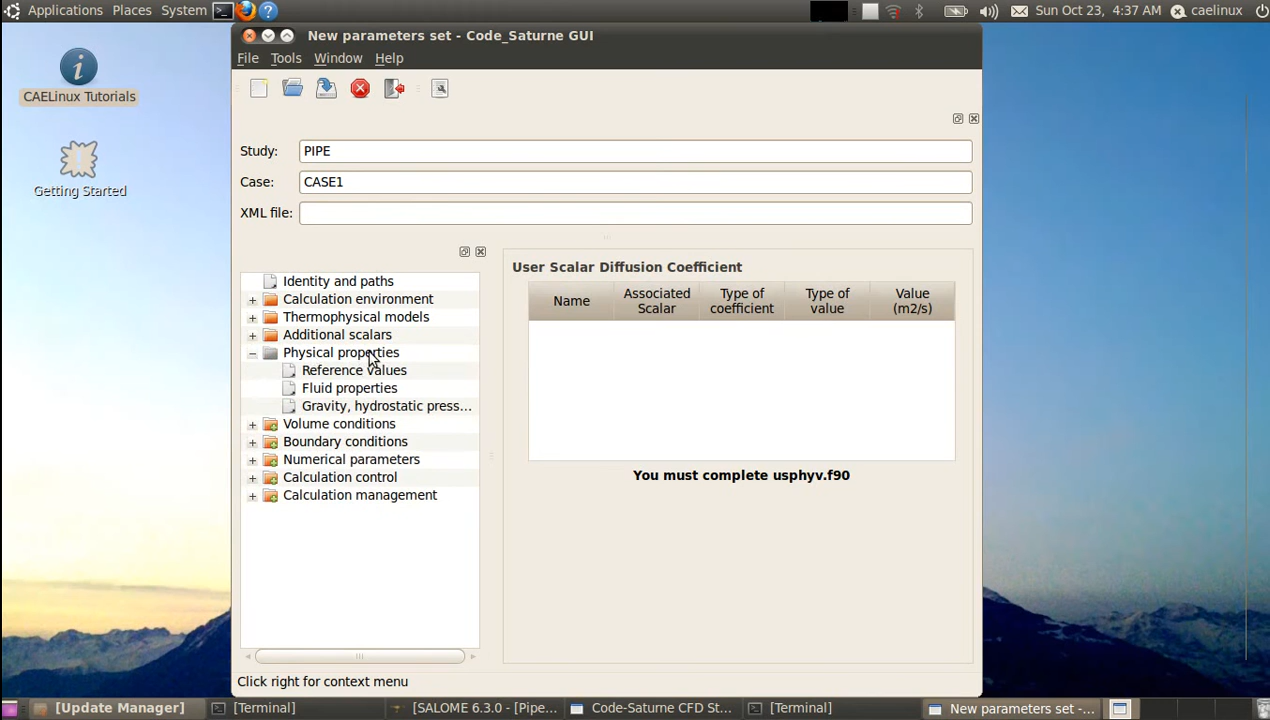 Applications Places System
Sun Oct 23, 4:37 AM caelinux
CAELinux Tutorials
Getting Started
New parameters set - Code_Saturne GUI
File Tools Window Help
Study: PIPE
Case: CASE1
XML file:
Identity and paths
Calculation environment
Thermophysical models
Additional scalars
Physical properties
Reference values
Fluid properties
Gravity, hydrostatic press...
Volume conditions
Boundary conditions
Numerical parameters
Calculation control
Calculation management
User Scalar Diffusion Coefficient
Name Associated Scalar Type of coefficient Type of value Value (m2/s)
You must complete usphyv.f90
Click right for context menu
[Update Manager] [Terminal] [SALOME 6.3.0 - [Pipe... Code-Saturne CFD St... [Terminal] New parameters set -...